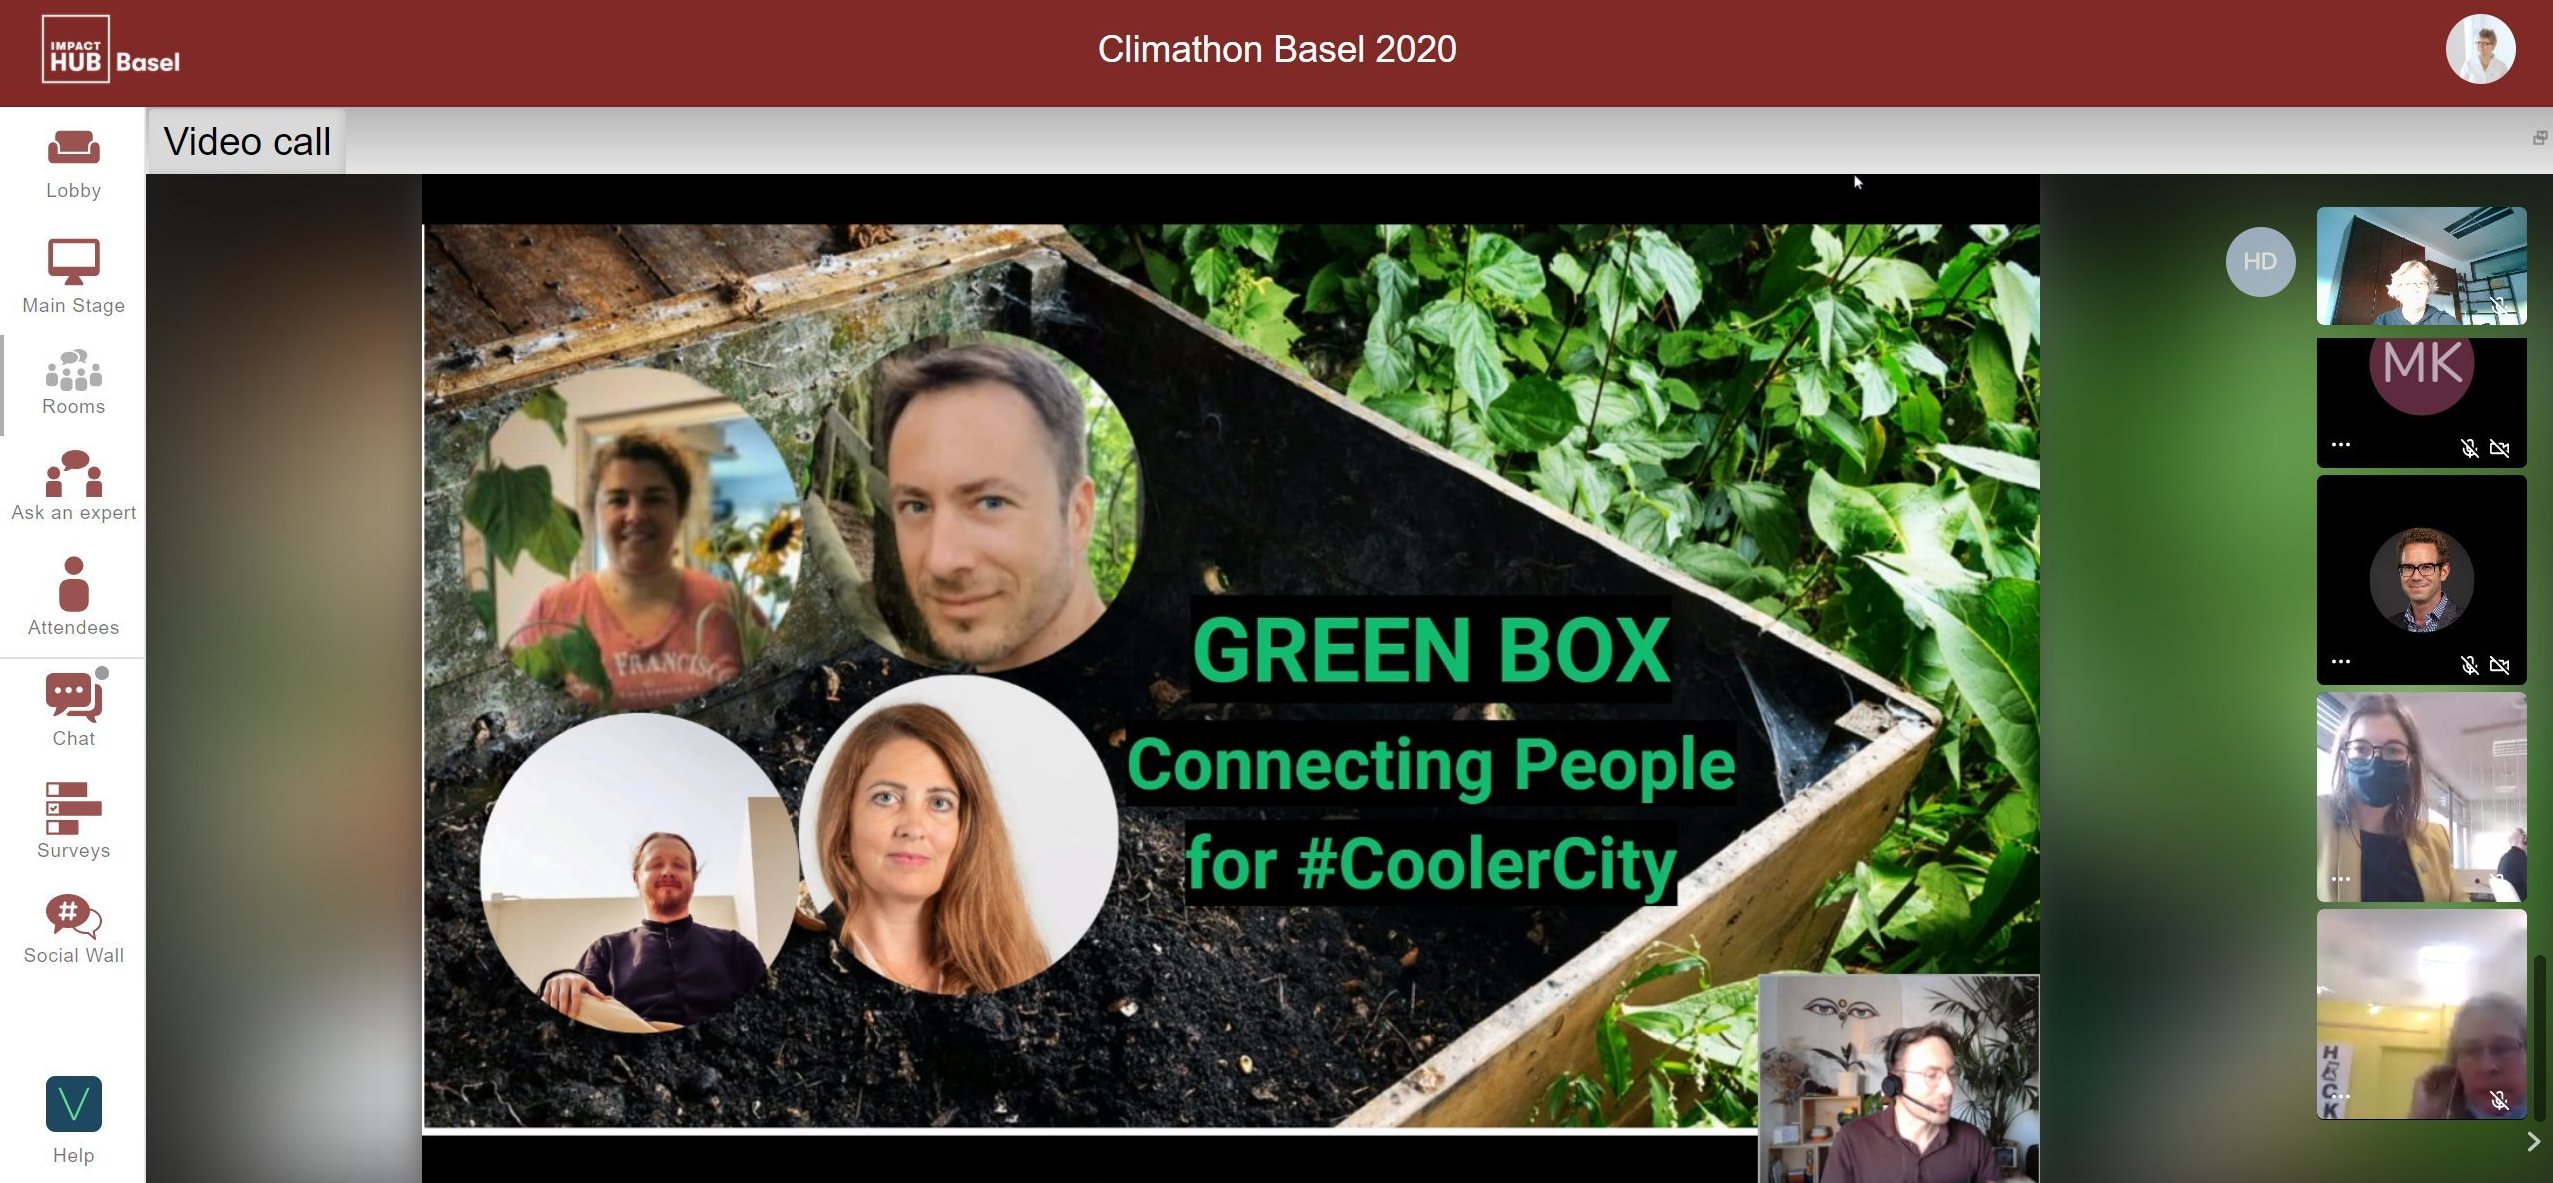 IMPACT
HUB Basel
Climathon Basel 2020
Video call
Lobby
Main Stage
Rooms
Ask an expert
Attendees
Chat
Surveys
#
Social Wall
V
Help
FRANCISC
GREEN BOX
Connecting People
for #CoolerCity
HD
MK
HACK